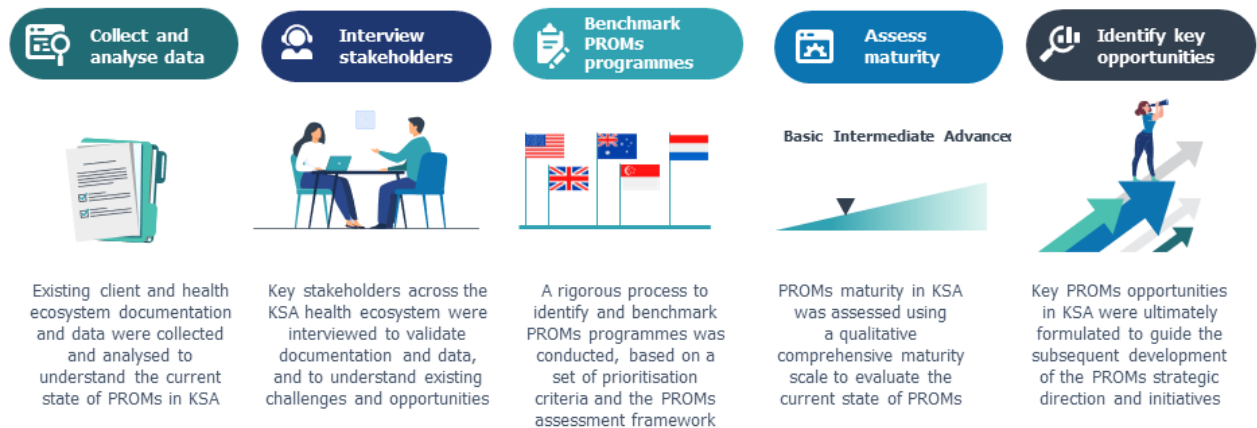 Collect and
analyse data
Interview
stakeholders
Benchmark
PROMs
programmes
Assess
maturity
Identify key
opportunities
Basic Intermediate Advanced
Existing client and health
ecosystem documentation
and data were collected
and analysed to
understand the current
state of PROMs in KSA
Key stakeholders across the
KSA health ecosystem were
interviewed to validate
documentation and data,
and to understand existing
challenges and opportunities
A rigorous process to
identify and benchmark
PROMs programmes was
conducted, based on a
set of prioritisation
criteria and the PROMs
assessment framework
PROMs maturity in KSA
was assessed using
a qualitative
comprehensive maturity
scale to evaluate the
current state of PROMs
Key PROMs opportunities
in KSA were ultimately
formulated to guide the
subsequent development
of the PROMs strategic
direction and initiatives